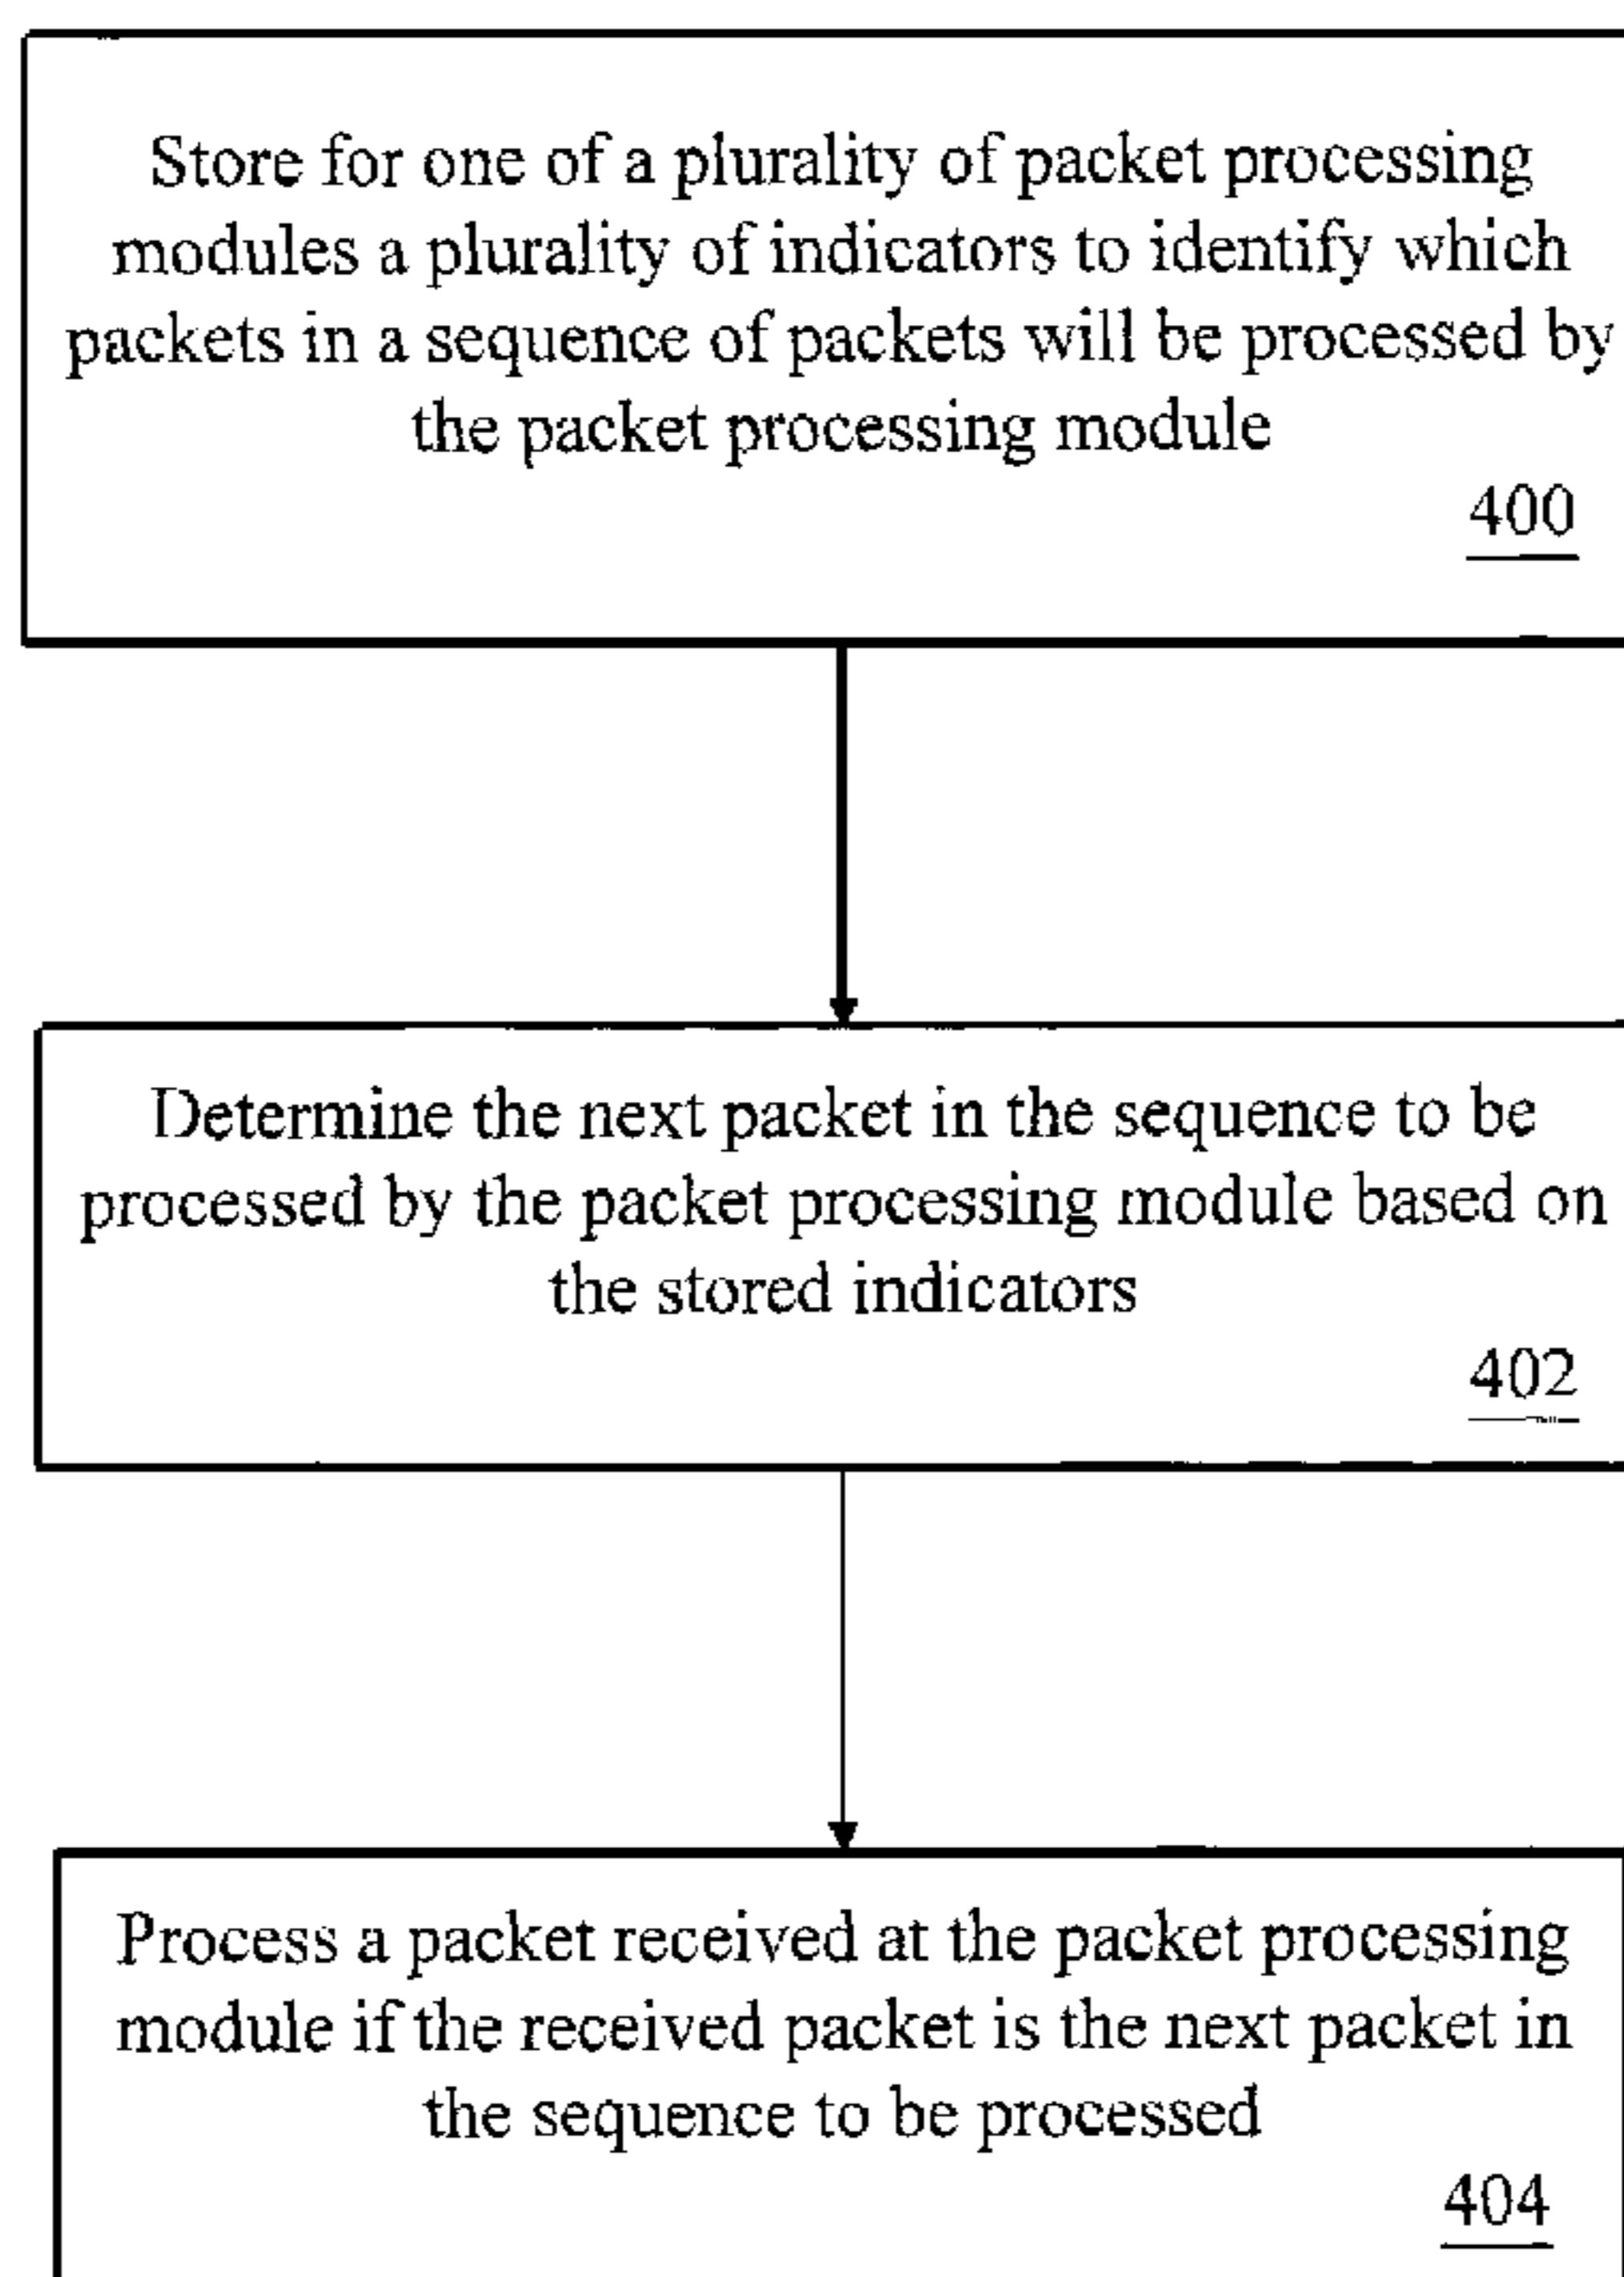 Store for one of a plurality of packet processing
modules a plurality of indicators to identify which
packets in a sequence of packets will be processed by
the packet processing module
400
Determine the next packet in the sequence to be
processed by the packet processing module based on
the stored indicators
402
Process a packet received at the packet processing
module if the received packet is the next packet in
the sequence to be processed
404